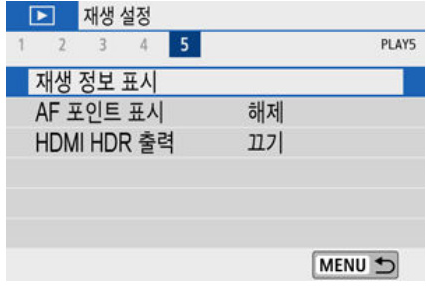 재생 설정
1 2 3 4 5 PLAY5
재생 정보 표시
AF 포인트 표시 해제
HDMI HDR 출력 끄기
MENU